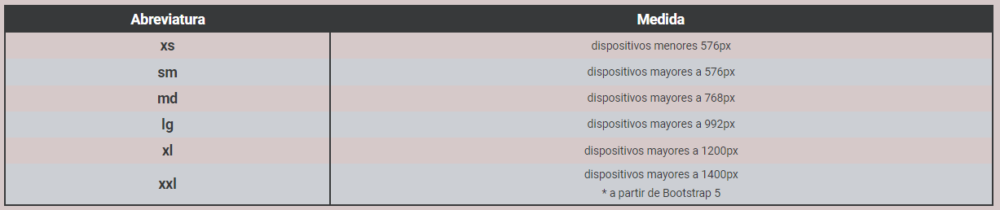 Abreviatura Medida
xs dispositivos menores 576px
sm dispositivos mayores a 576px
md dispositivos mayores a 768px
lg dispositivos mayores a 992px
xl dispositivos mayores a 1200px
xxl dispositivos mayores a 1400px
* a partir de Bootstrap 5